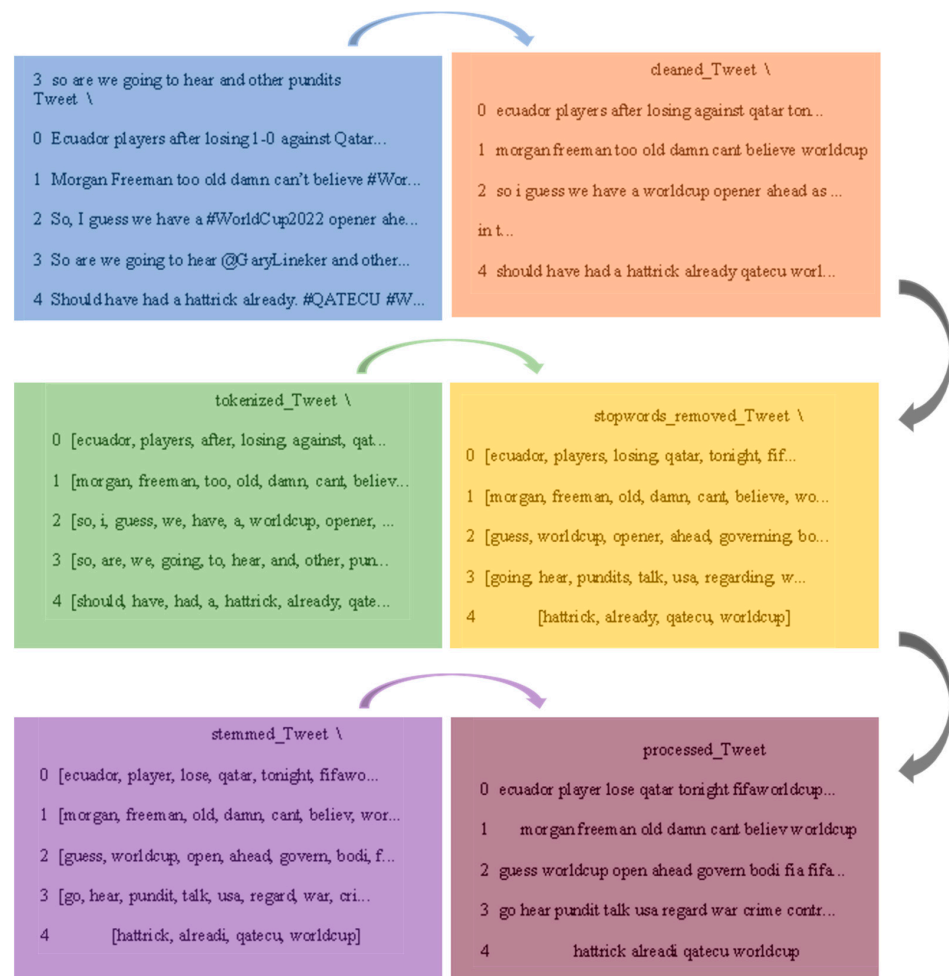 3 so are we going to hear and other pundits
Tweet \
0 Ecuador players after losing 1-0 against Qatar...
1 Morgan Freeman too old damn can't believe #Wor...
2 So, I guess we have a #WorldCup2022 opener ahe...
3 So are we going to hear @GaryLineker and other...
4 Should have had a hattrick already. #QATECU #W...
cleaned_Tweet \
0 ecuador players after losing against qatar ton...
1 morgan freeman too old damn cant believe worldcup
2 so i guess we have a worldcup opener ahead as ...
in t...
4 should have had a hattrick already qatecu worl...
tokenized_Tweet \
0 [ecuador, players, after, losing, against, qat...
1 [morgan, freeman, too, old, damn, cant, believ...
2 [so, i, guess, we, have, a, worldcup, opener, ...
3 [so, are, we, going, to, hear, and, other, pun...
4 [should, have, had, a, hattrick, already, qate...
stopwords_removed_Tweet \
0 [ecuador, players, losing, qatar, tonight, fif...
1 [morgan, freeman, old, damn, cant, believe, wo...
2 [guess, worldcup, opener, ahead, governing, bo...
3 [going, hear, pundits, talk, usa, regarding, w...
4 [hattrick, already, qatecu, worldcup]
stemmed_Tweet \
0 [ecuador, player, lose, qatar, tonight, fifawo...
1 [morgan, freeman, old, damn, cant, believ, wor...
2 [guess, worldcup, open, ahead, govern, bodi, f...
3 [go, hear, pundit, talk, usa, regard, war, cri...
4 [hattrick, alreadi, qatecu, worldcup]
processed_Tweet
0 ecuador player lose qatar tonight fifaworldcup...
1 morgan freeman old damn cant believ worldcup
2 guess worldcup open ahead govern bodi fia fifa...
3 go hear pundit talk usa regard war crime contr...
4 hattrick alreadi qatecu worldcup